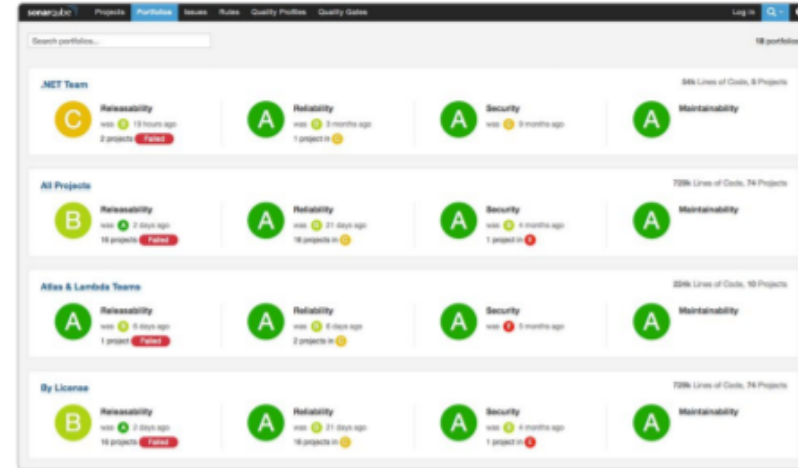 sonarqube Projects Portfolios Issues Rules Quality Profiles Quality Gates Log in
Search portfolios... 18 portfolios
.NET Team Lines of Code, Projects
C Releasability A Reliability A Security A Maintainability
was 13 hours ago was 3 months ago was C 9 months ago
2 projects Failed 1 project in C
All Projects Lines of Code, 74 Projects
B Releasability A Reliability A Security A Maintainability
was A 2 days ago was 21 days ago was 4 months ago
16 projects Failed 16 projects in C 1 project in
Atlas & Lambda Teams Lines of Code, 10 Projects
A Releasability A Reliability A Security A Maintainability
was 6 days ago was 6 days ago was months ago
1 project Failed 2 projects in C
By License Lines of Code, 74 Projects
B Releasability A Reliability A Security A Maintainability
was A 2 days ago was 21 days ago was 4 months ago
16 projects Failed 16 projects in C 1 project in